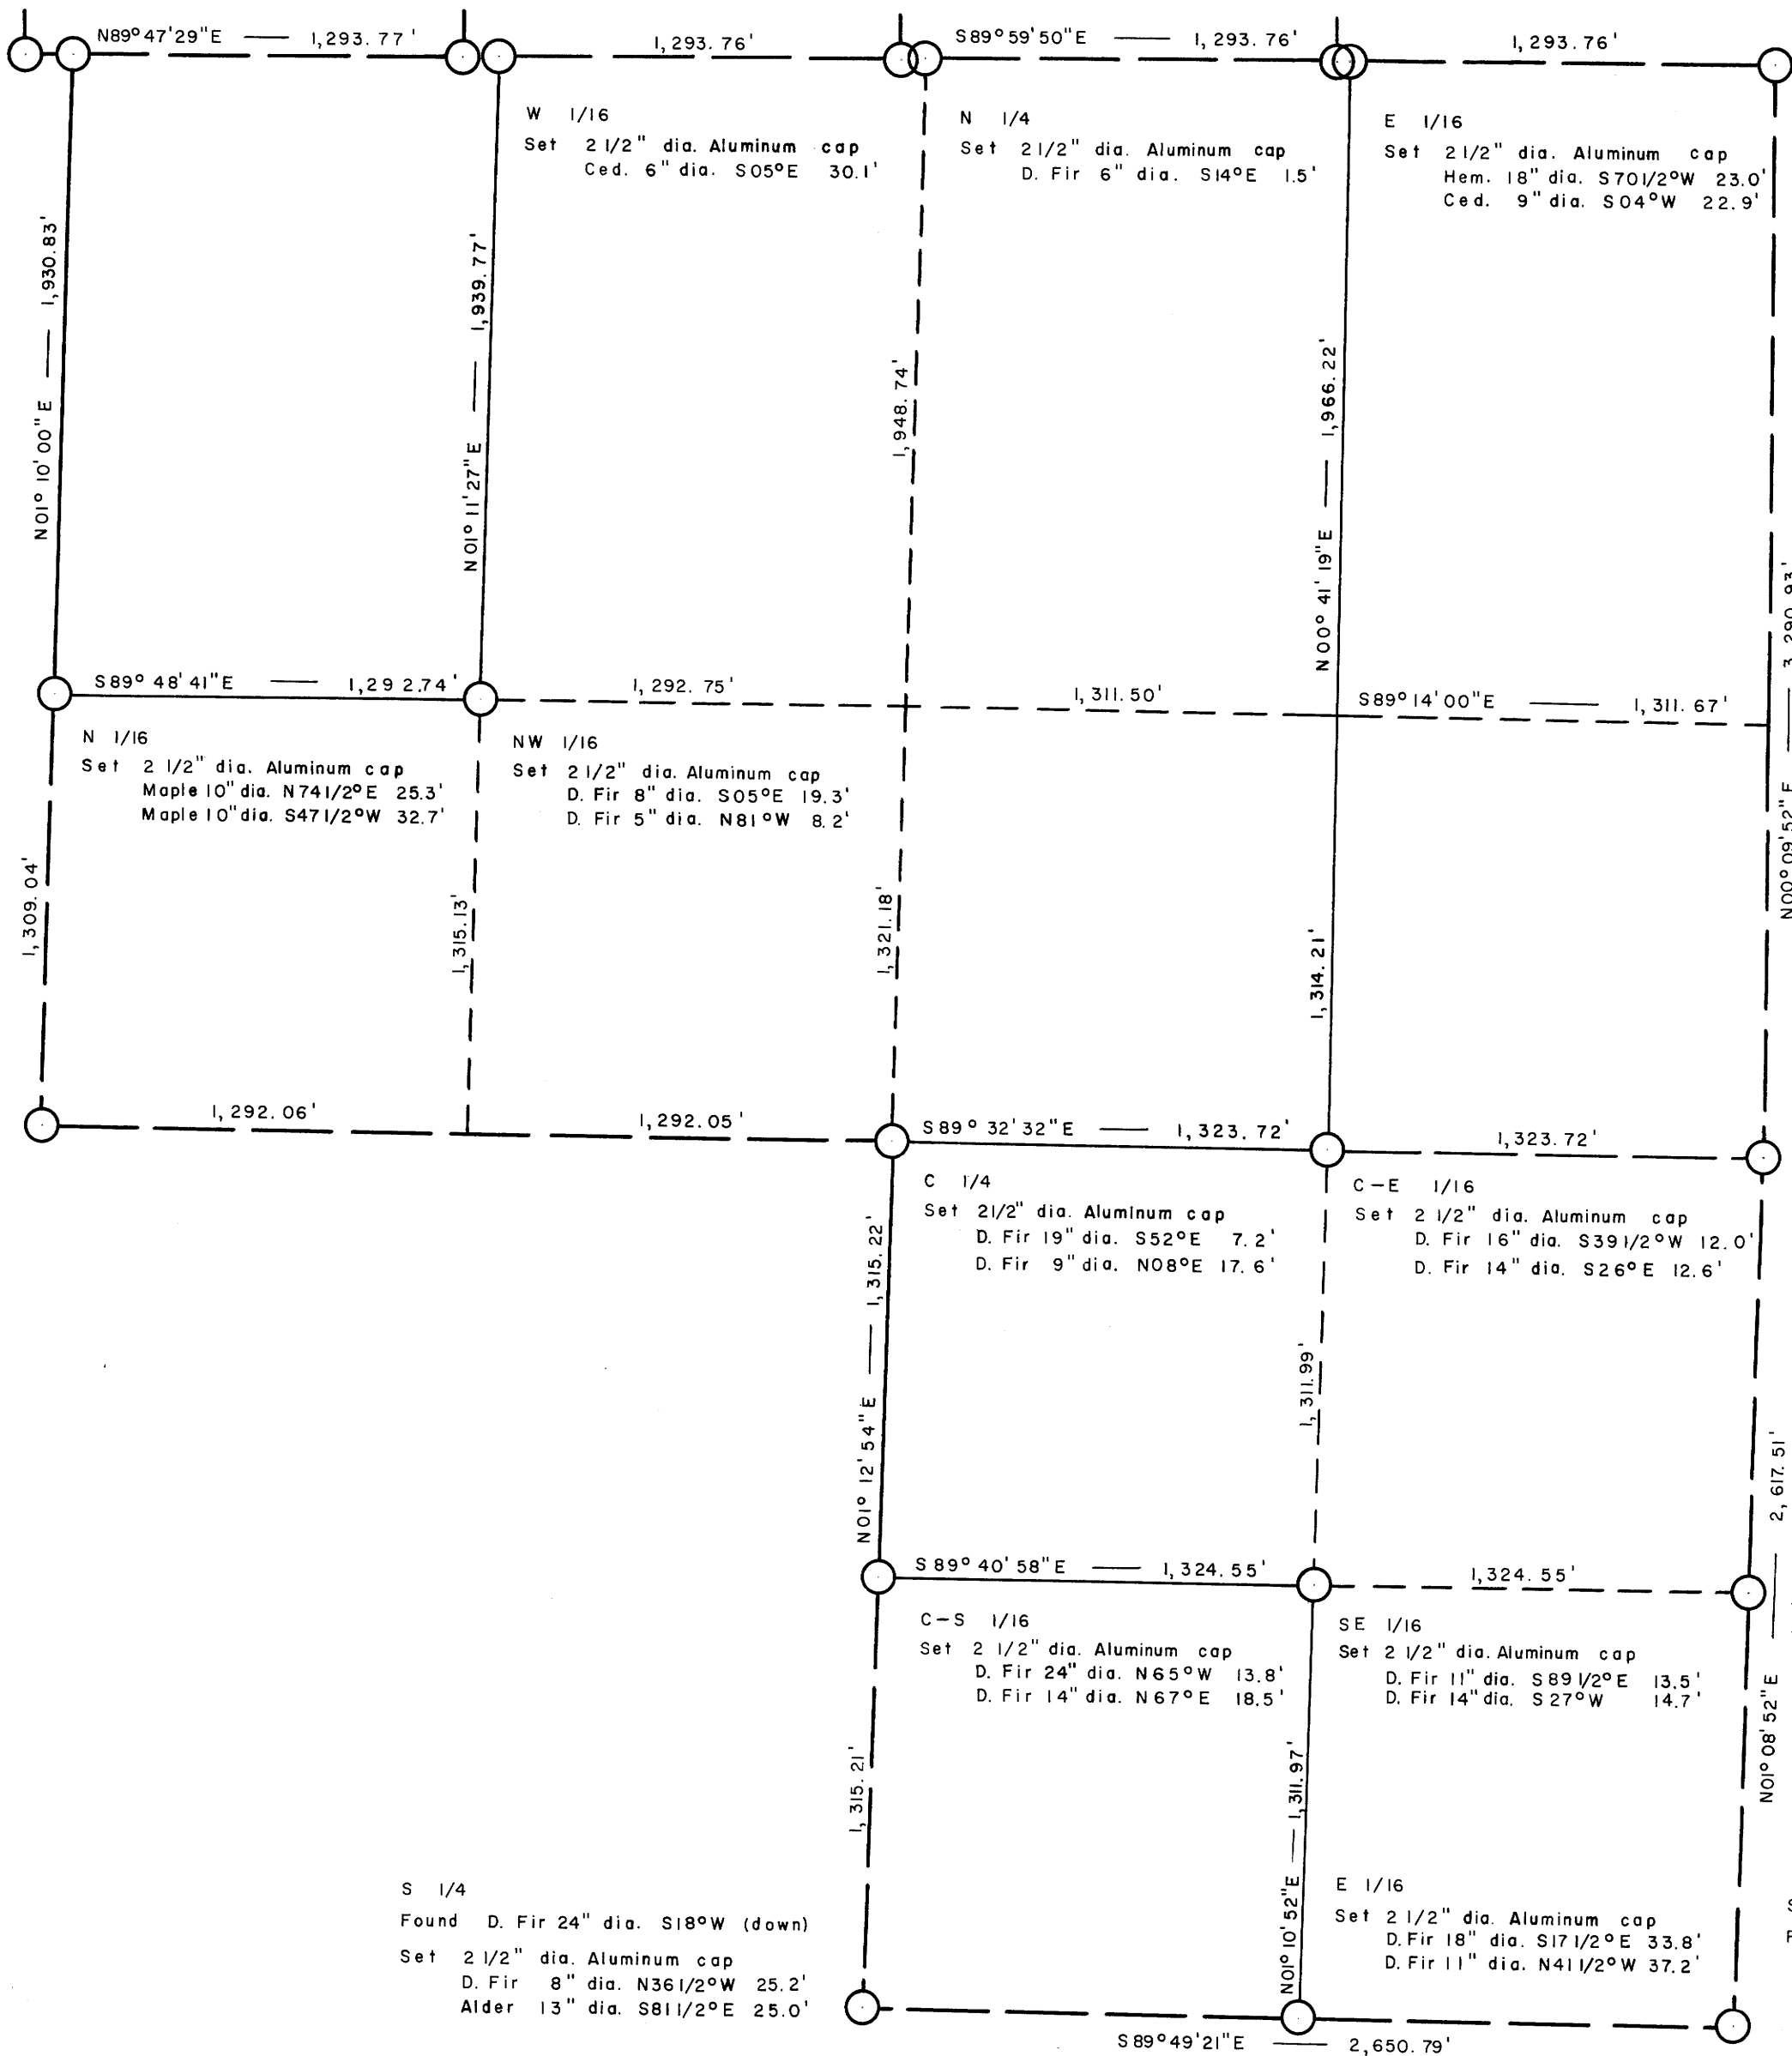 N89°47'29"E — 1,293.77'
1,293.76'
S89°59'50"E — 1,293.76'
1,293.76'
W 1/16
Set 2 1/2" dia. Aluminum cap
Ced. 6" dia. S05°E 30.1'
N 1/4
Set 2 1/2" dia. Aluminum cap
D. Fir 6" dia. S14°E 1.5'
E 1/16
Set 2 1/2" dia. Aluminum cap
Hem. 18" dia. S70 1/2°W 23.0'
Ced. 9" dia. S04°W 22.9'
N01°10'00"E — 1,930.83'
N01°11'27"E — 1,939.77'
1,948.74'
N00°41'19"E — 1,966.22'
N00°09'52"E — 3,290.93'
S89°48'41"E — 1,292.74'
1,292.75'
1,311.50'
S89°14'00"E — 1,311.67'
N 1/16
Set 2 1/2" dia. Aluminum cap
Maple 10" dia. N74 1/2°E 25.3'
Maple 10" dia. S47 1/2°W 32.7'
NW 1/16
Set 2 1/2" dia. Aluminum cap
D. Fir 8" dia. S05°E 19.3'
D. Fir 5" dia. N81°W 8.2'
1,309.04'
1,315.13'
1,321.18'
1,314.21'
1,292.06'
1,292.05'
S89°32'32"E — 1,323.72'
1,323.72'
C 1/4
Set 2 1/2" dia. Aluminum cap
D. Fir 19" dia. S52°E 7.2'
D. Fir 9" dia. N08°E 17.6'
C-E 1/16
Set 2 1/2" dia. Aluminum cap
D. Fir 16" dia. S39 1/2°W 12.0'
D. Fir 14" dia. S26°E 12.6'
N01°12'54"E — 1,315.22'
1,311.99'
N01°08'52"E — 2,617.51'
S89°40'58"E — 1,324.55'
1,324.55'
C-S 1/16
Set 2 1/2" dia. Aluminum cap
D. Fir 24" dia. N65°W 13.8'
D. Fir 14" dia. N67°E 18.5'
SE 1/16
Set 2 1/2" dia. Aluminum cap
D. Fir 11" dia. S89 1/2°E 13.5'
D. Fir 14" dia. S27°W 14.7'
1,315.21'
N01°10'52"E — 1,311.97'
S 1/4
Found D. Fir 24" dia. S18°W (down)
Set 2 1/2" dia. Aluminum cap
D. Fir 8" dia. N36 1/2°W 25.2'
Alder 13" dia. S81 1/2°E 25.0'
E 1/16
Set 2 1/2" dia. Aluminum cap
D. Fir 18" dia. S17 1/2°E 33.8'
D. Fir 11" dia. N41 1/2°W 37.2'
S89°49'21"E — 2,650.79'